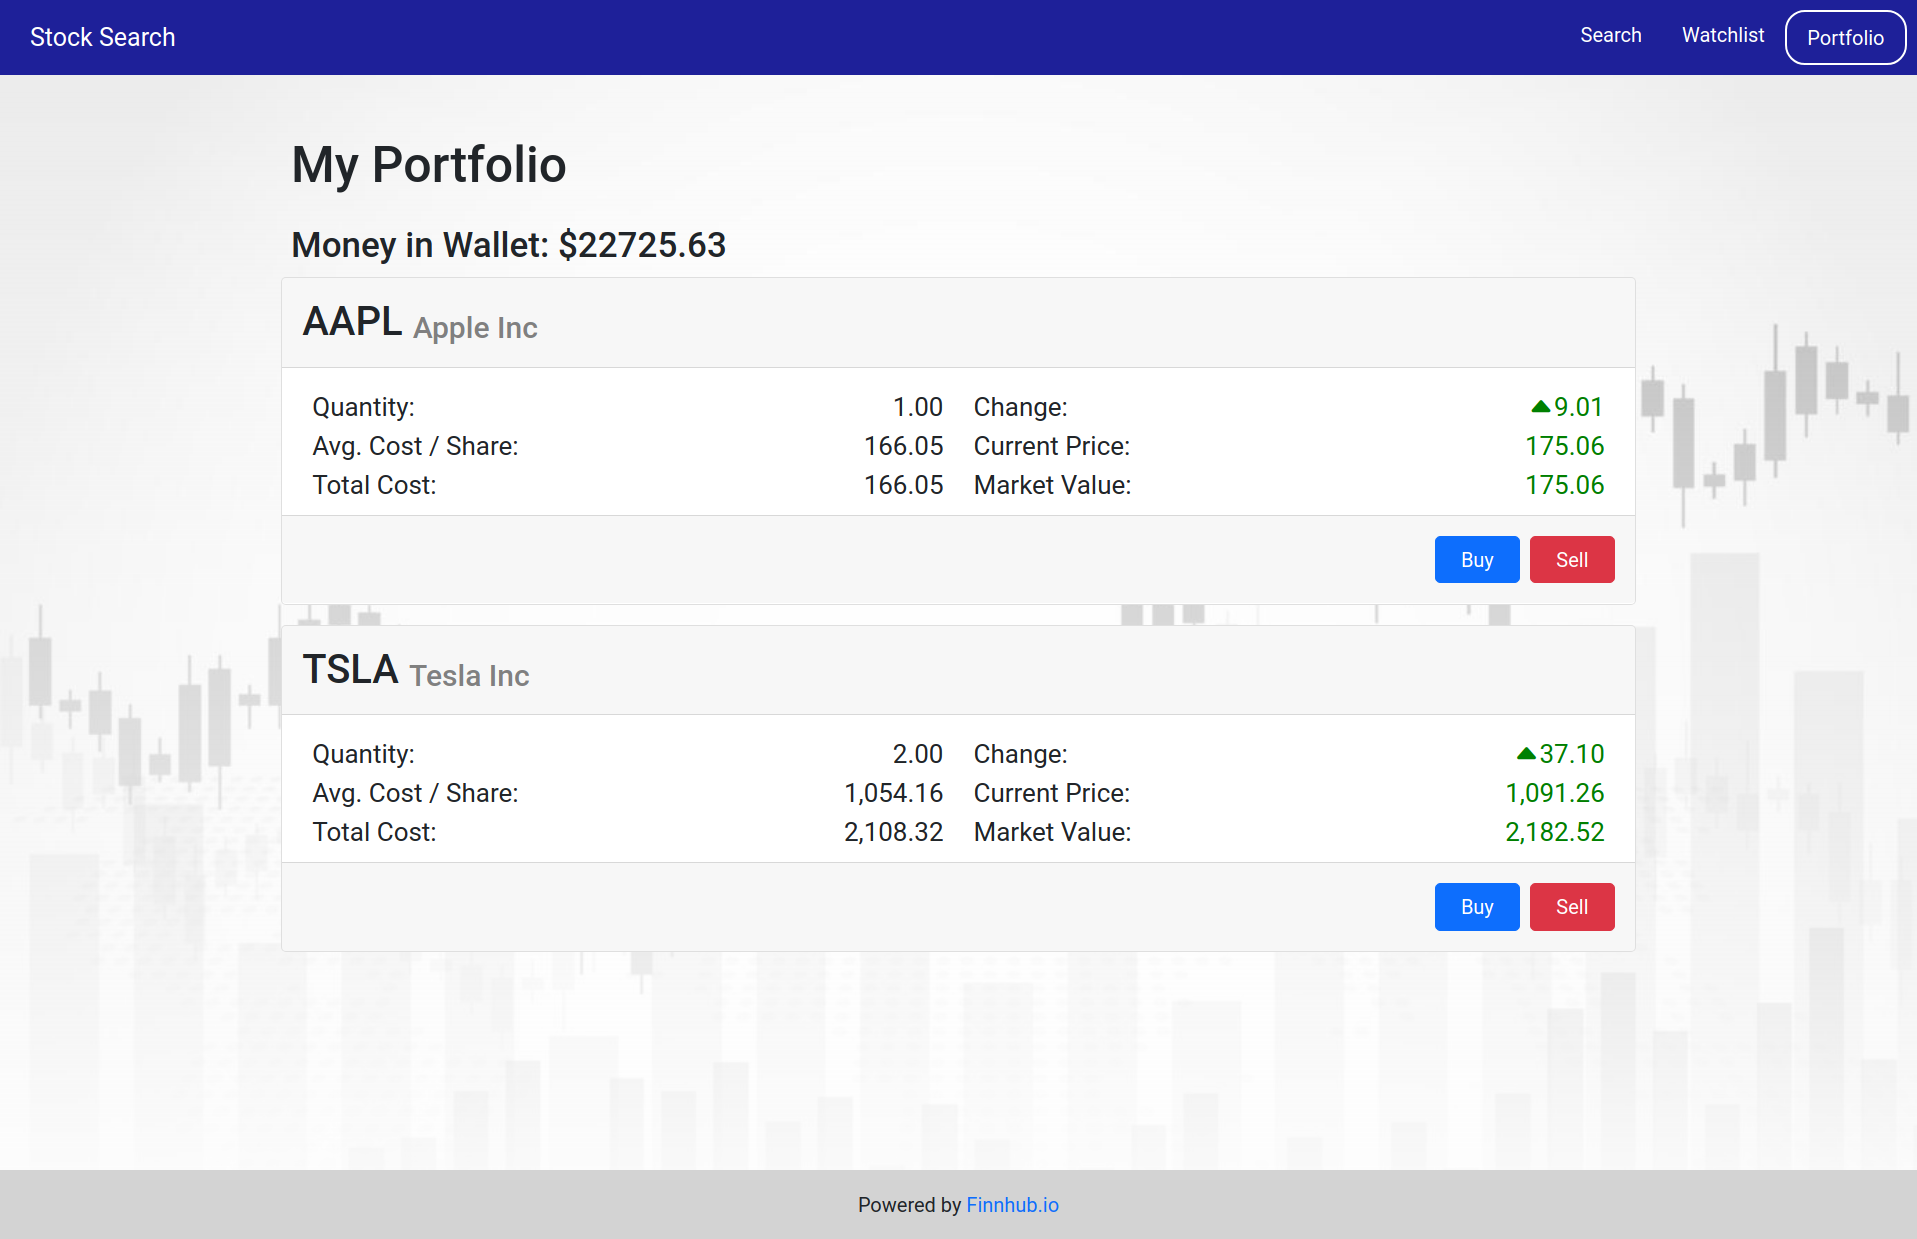 Stock Search Search Watchlist Portfolio
My Portfolio
Money in Wallet: $22725.63
AAPL Apple Inc
Quantity: 1.00 Change: 9.01
Avg. Cost / Share: 166.05 Current Price: 175.06
Total Cost: 166.05 Market Value: 175.06
Buy Sell
TSLA Tesla Inc
Quantity: 2.00 Change: 37.10
Avg. Cost / Share: 1,054.16 Current Price: 1,091.26
Total Cost: 2,108.32 Market Value: 2,182.52
Buy Sell
Powered by Finnhub.io